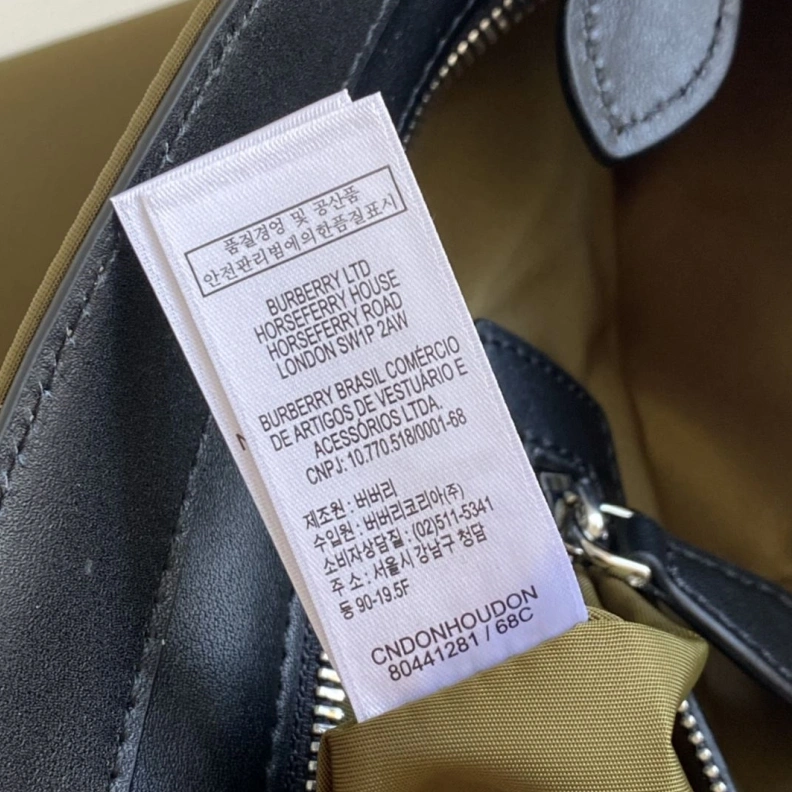 품질경영 및 공산품
안전관리법에의한품질표시
BURBERRY LTD
HORSEFERRY HOUSE
HORSEFERRY ROAD
LONDON SW1P 2AW
BURBERRY BRASIL COMÉRCIO
DE ARTIGOS DE VESTUÁRIO E
ACESSÓRIOS LTDA.
CNPJ: 10.770.518/0001-68
제조원 : 버버리
수입원 : 버버리코리아(주)
소비자상담질 : (02)511-5341
주 소 : 서울시 강남구 청담
동 90-19.5F
CNDONHOUDON
80441281 / 68C